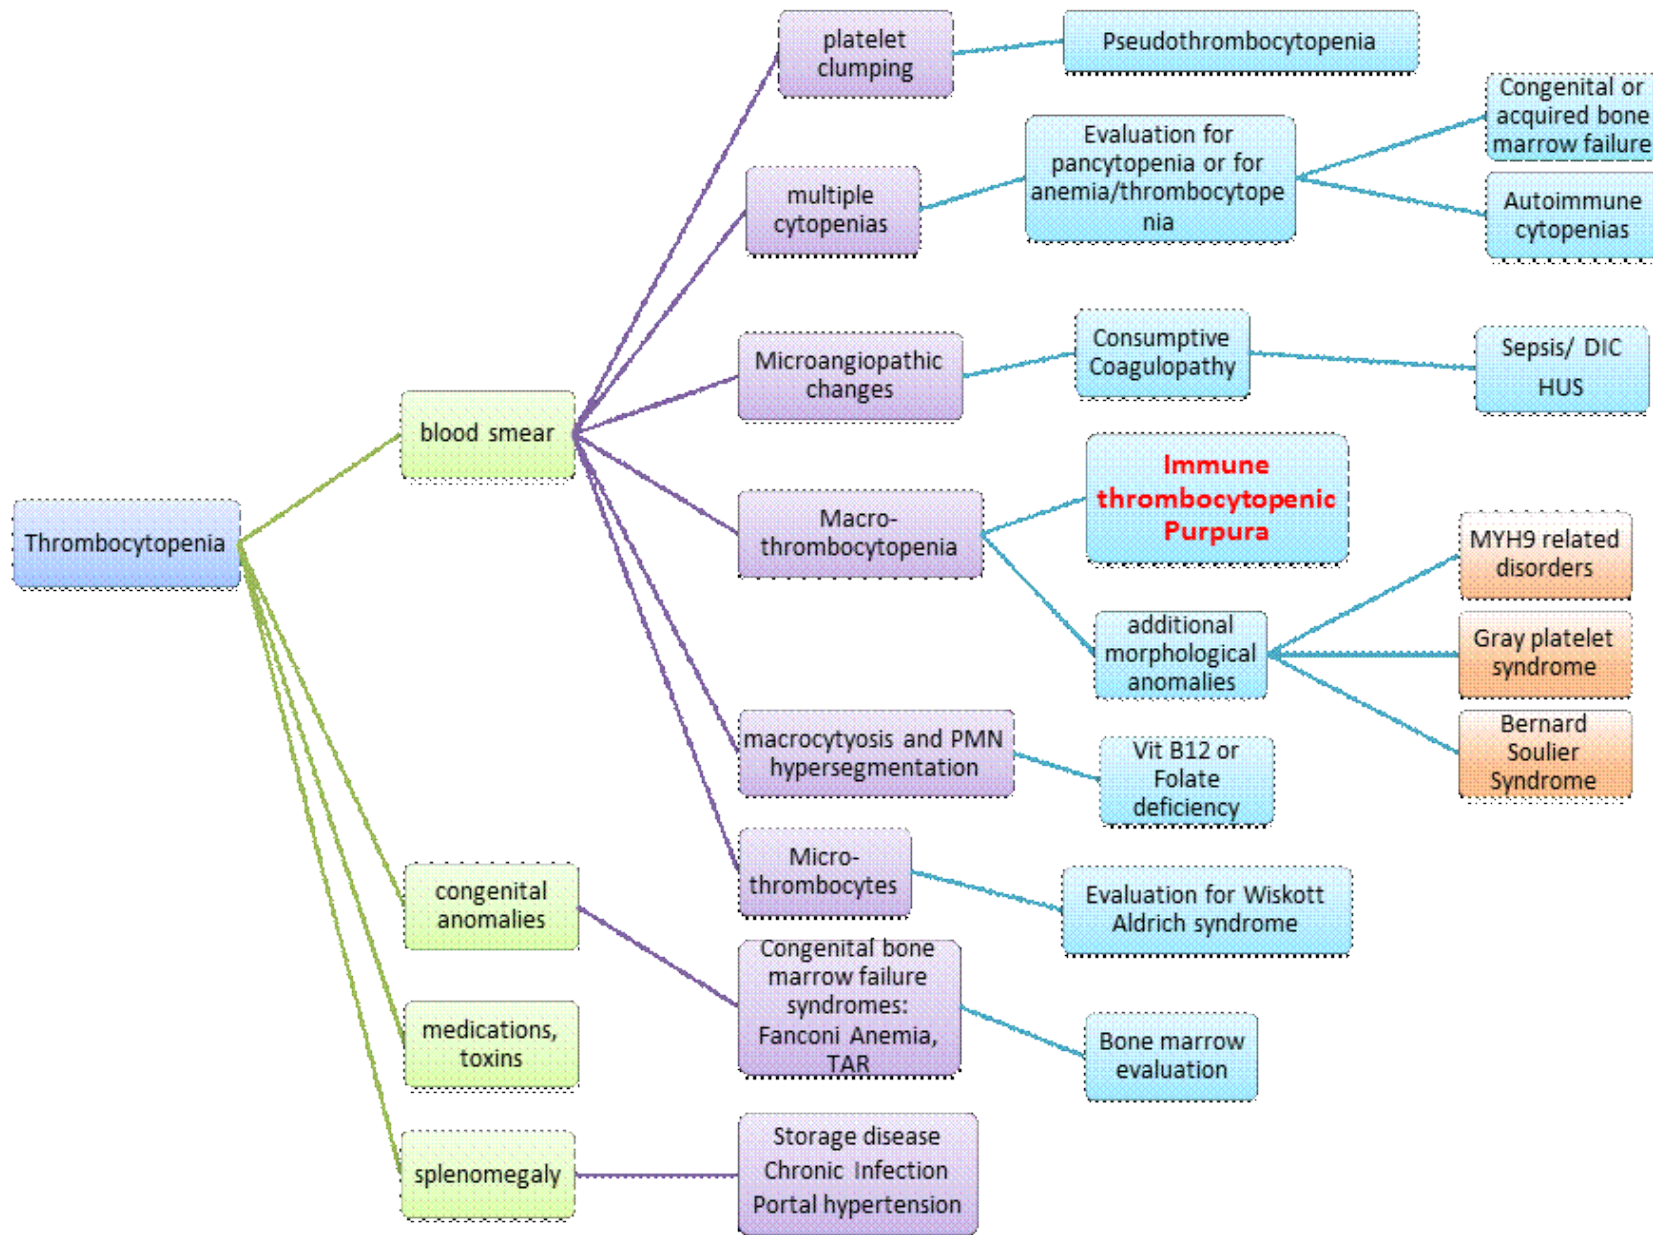 Thrombocytopenia
blood smear
congenital
anomalies
medications,
toxins
splenomegaly
platelet
clumping
multiple
cytopenias
Microangiopathic
changes
Macro-
thrombocytopenia
macrocytyosis and PMN
hypersegmentation
Micro-
thrombocytes
Congenital bone
marrow failure
syndromes:
Fanconi Anemia,
TAR
Storage disease
Chronic Infection
Portal hypertension
Pseudothrombocytopenia
Evaluation for
pancytopenia or for
anemia/thrombocytope
nia
Consumptive
Coagulopathy
Immune
thrombocytopenic
Purpura
additional
morphological
anomalies
Vit B12 or
Folate
deficiency
Evaluation for Wiskott
Aldrich syndrome
Bone marrow
evaluation
Congenital or
acquired bone
marrow failure
Autoimmune
cytopenias
Sepsis/ DIC
HUS
MYH9 related
disorders
Gray platelet
syndrome
Bernard
Soulier
Syndrome